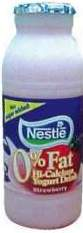 Nestlé
0% Fat
Hi-Calcium
Yogurt Drink
Strawberry